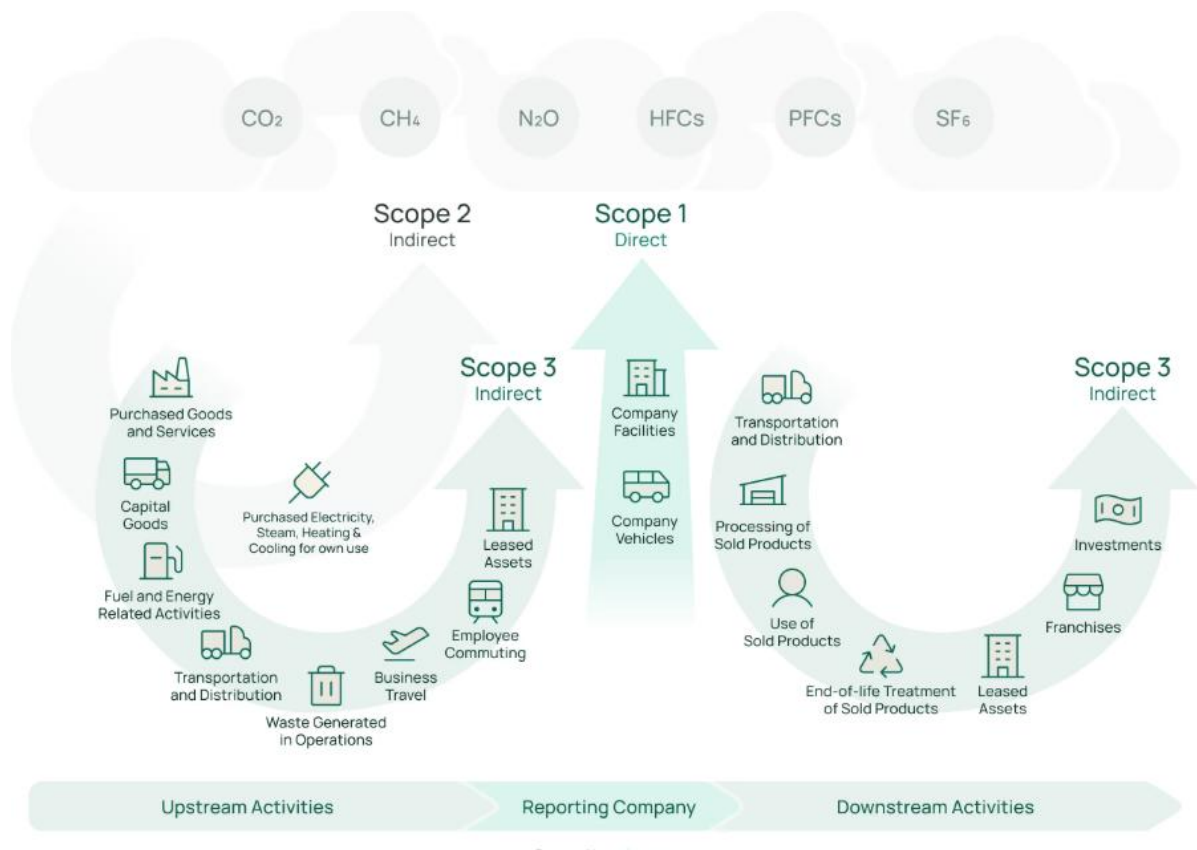 CO₂
CH₄
N₂O
HFCs
PFCs
SF₆
Scope 2
Indirect
Scope 1
Direct
Scope 3
Indirect
Scope 3
Indirect
Purchased Goods
and Services
Capital
Goods
Fuel and Energy
Related Activities
Transportation
and Distribution
Waste Generated
in Operations
Business
Travel
Employee
Commuting
Leased
Assets
Purchased Electricity,
Steam, Heating &
Cooling for own use
Company
Facilities
Company
Vehicles
Transportation
and Distribution
Processing of
Sold Products
Use of
Sold Products
End-of-life Treatment
of Sold Products
Leased
Assets
Franchises
Investments
Upstream Activities
Reporting Company
Downstream Activities